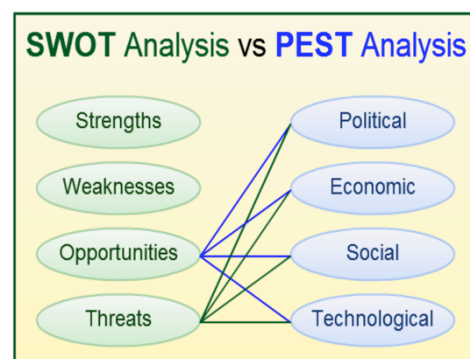 SWOT Analysis vs PEST Analysis
Strengths
Political
Weaknesses
Economic
Opportunities
Social
Threats
Technological